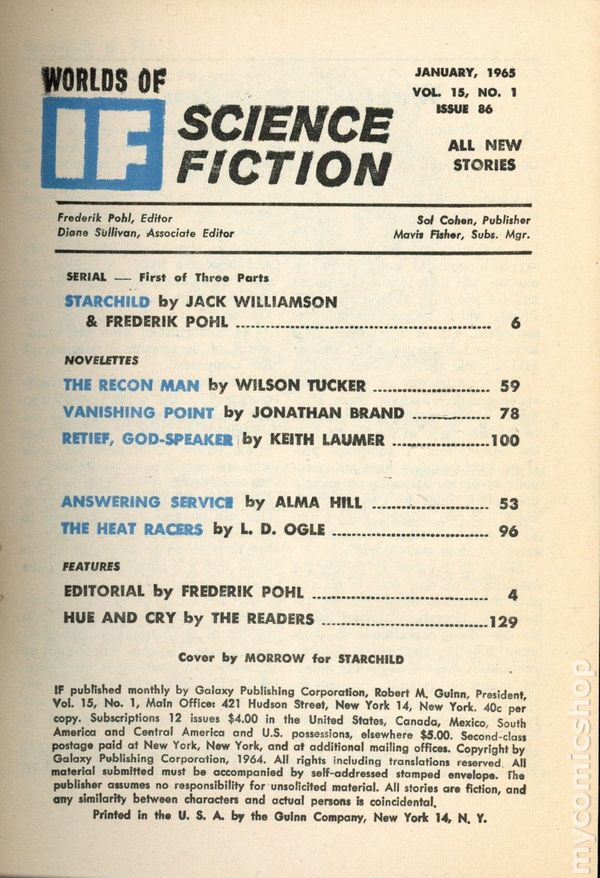 WORLDS OF
IF
SCIENCE
FICTION
JANUARY, 1965
VOL. 15, NO. 1
ISSUE 86
ALL NEW
STORIES
Frederik Pohl, Editor
Diane Sullivan, Associate Editor
Sol Cohen, Publisher
Mavis Fisher, Subs. Mgr.
SERIAL — First of Three Parts
STARCHILD by JACK WILLIAMSON
& FREDERIK POHL ........................................ 6
NOVELETTES
THE RECON MAN by WILSON TUCKER .................... 59
VANISHING POINT by JONATHAN BRAND .............. 78
RETIEF, GOD-SPEAKER by KEITH LAUMER ................100
ANSWERING SERVICE by ALMA HILL .................... 53
THE HEAT RACERS by L. D. OGLE ........................... 96
FEATURES
EDITORIAL by FREDERIK POHL .............................. 4
HUE AND CRY by THE READERS .............................129
Cover by MORROW for STARCHILD
IF published monthly by Galaxy Publishing Corporation, Robert M. Guinn, President,
Vol. 15, No. 1, Main Office: 421 Hudson Street, New York 14, New York. 40c per
copy. Subscriptions 12 issues $4.00 in the United States, Canada, Mexico, South
America and Central America and U.S. possessions, elsewhere $5.00. Second-class
postage paid at New York, New York, and at additional mailing offices. Copyright by
Galaxy Publishing Corporation, 1964. All rights including translations reserved. All
material submitted must be accompanied by self-addressed stamped envelope. The
publisher assumes no responsibility for unsolicited material. All stories are fiction, and
any similarity between characters and actual persons is coincidental.
Printed in the U. S. A. by the Guinn Company, New York 14, N. Y.
mycomicshop